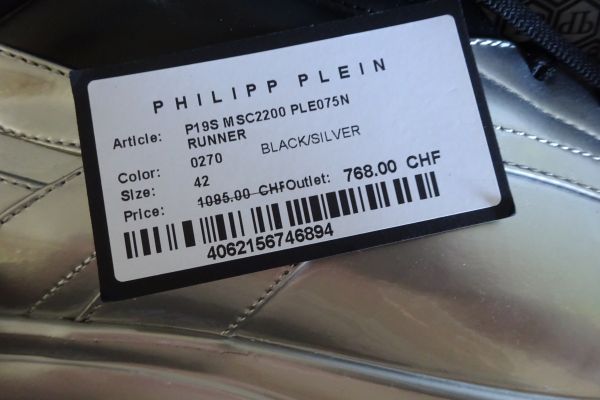 PHILIPP PLEIN
Article: P19S MSC2200 PLE075N
RUNNER
Color: 0270 BLACK/SILVER
Size: 42
Price: 1095.00 CHF Outlet: 768.00 CHF
4062156746894